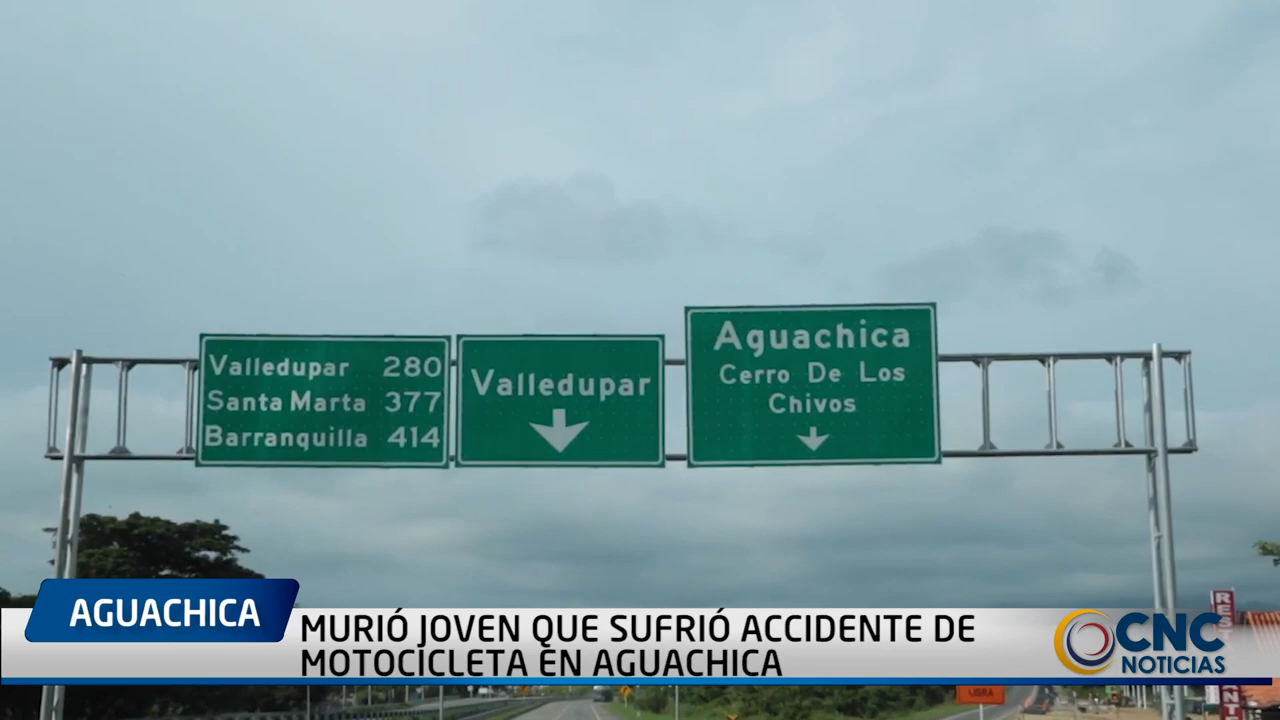 Valledupar 280
Santa Marta 377
Barranquilla 414
Valledupar
Aguachica
Cerro De Los
Chivos
AGUACHICA
MURIÓ JOVEN QUE SUFRIÓ ACCIDENTE DE
MOTOCICLETA EN AGUACHICA
CNC
NOTICIAS